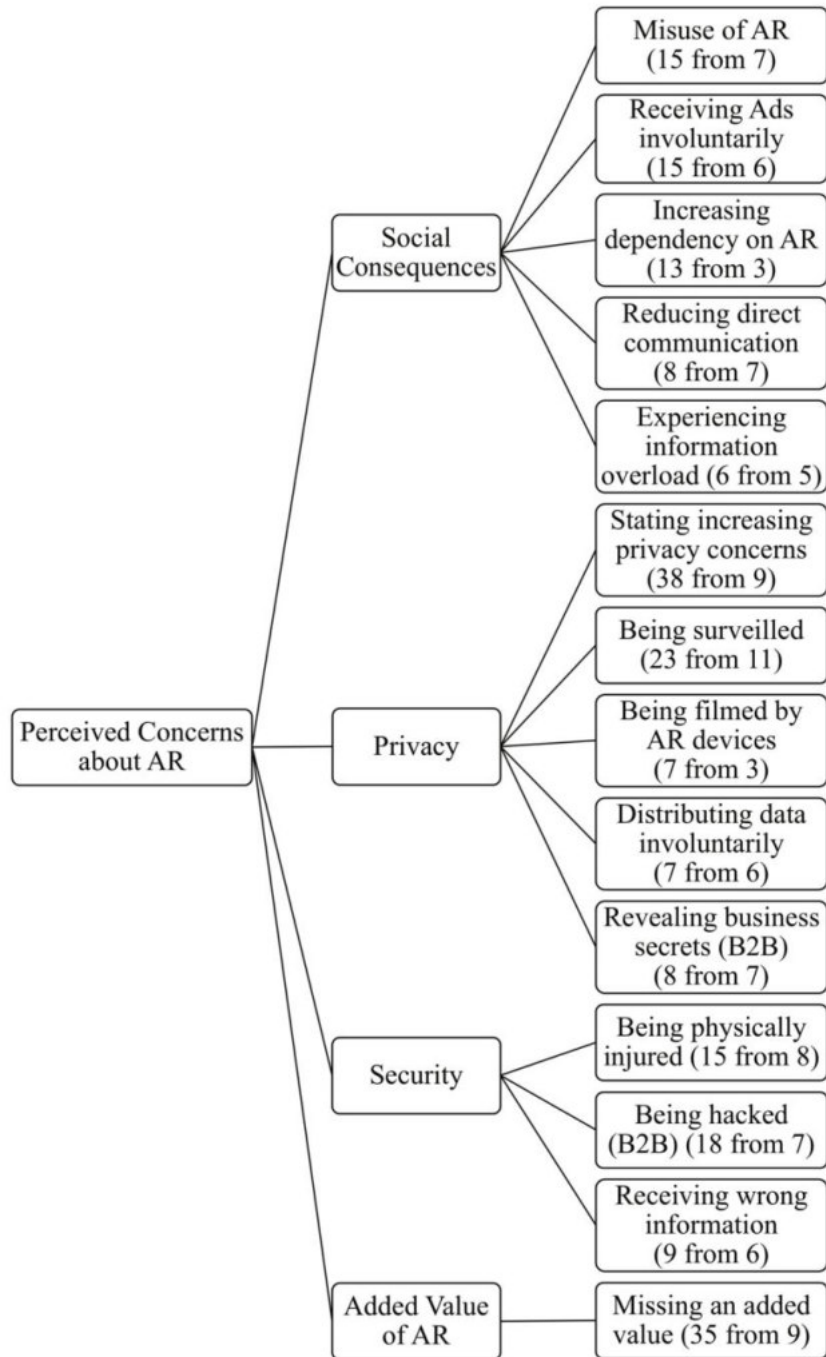 Perceived Concerns
about AR
Social
Consequences
Misuse of AR
(15 from 7)
Receiving Ads
involuntarily
(15 from 6)
Increasing
dependency on AR
(13 from 3)
Reducing direct
communication
(8 from 7)
Experiencing
information
overload (6 from 5)
Privacy
Stating increasing
privacy concerns
(38 from 9)
Being surveilled
(23 from 11)
Being filmed by
AR devices
(7 from 3)
Distributing data
involuntarily
(7 from 6)
Revealing business
secrets (B2B)
(8 from 7)
Security
Being physically
injured (15 from 8)
Being hacked
(B2B) (18 from 7)
Receiving wrong
information
(9 from 6)
Added Value
of AR
Missing an added
value (35 from 9)